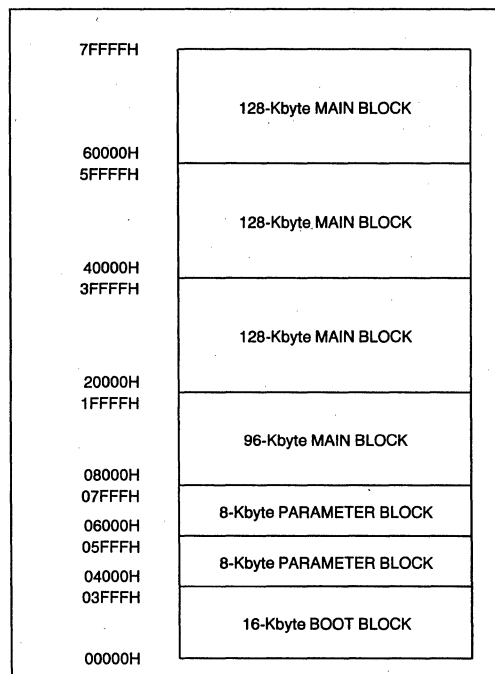 7FFFFH
128-Kbyte MAIN BLOCK
60000H
5FFFFH
128-Kbyte MAIN BLOCK
40000H
3FFFFH
128-Kbyte MAIN BLOCK
20000H
1FFFFH
96-Kbyte MAIN BLOCK
08000H
07FFFH
8-Kbyte PARAMETER BLOCK
06000H
05FFFH
8-Kbyte PARAMETER BLOCK
04000H
03FFFH
16-Kbyte BOOT BLOCK
00000H